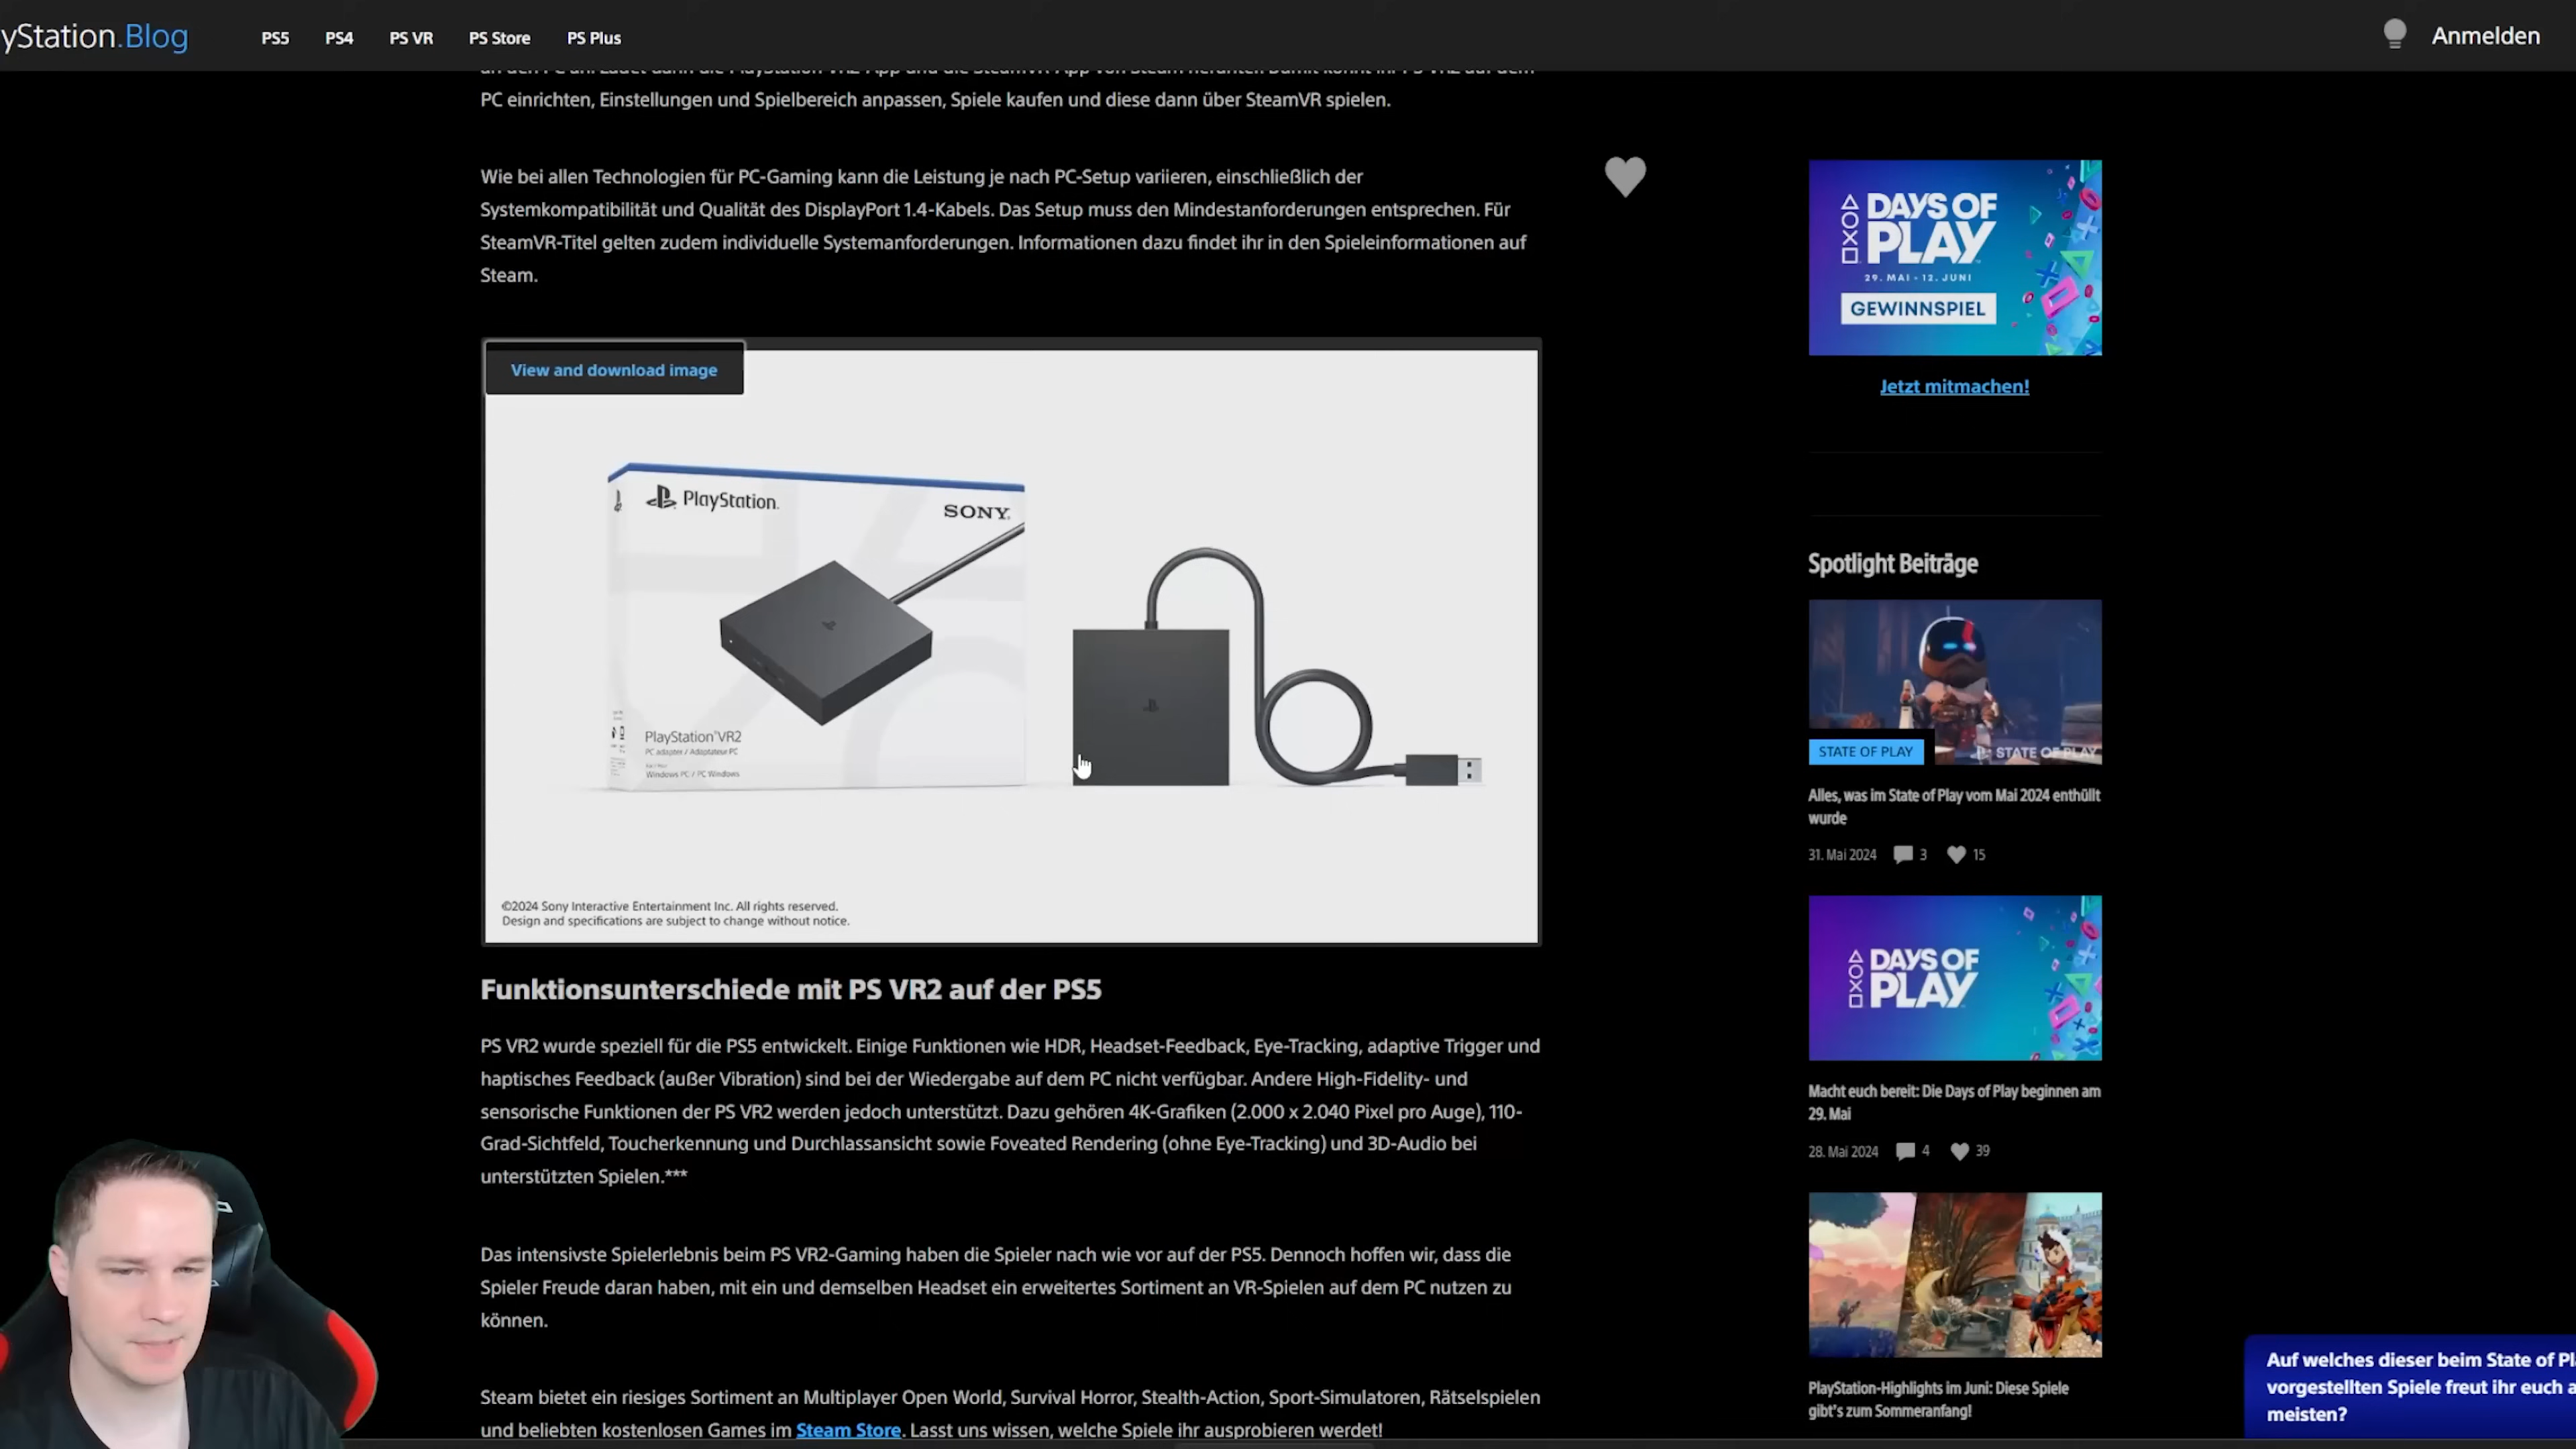 yStation.Blog
PS5
PS4
PS VR
PS Store
PS Plus
Anmelden
an den PC an. Ladet dann die PlayStation VR2-App und die SteamVR-App von Steam herunter. Damit könnt ihr PS VR2 auf dem
PC einrichten, Einstellungen und Spielbereich anpassen, Spiele kaufen und diese dann über SteamVR spielen.
Wie bei allen Technologien für PC-Gaming kann die Leistung je nach PC-Setup variieren, einschließlich der
Systemkompatibilität und Qualität des DisplayPort 1.4-Kabels. Das Setup muss den Mindestanforderungen entsprechen. Für
SteamVR-Titel gelten zudem individuelle Systemanforderungen. Informationen dazu findet ihr in den Spieleinformationen auf
Steam.
View and download image
PlayStation.
SONY.
PlayStation®VR2
PC adapter / Adaptateur PC
Windows PC / PC Windows
©2024 Sony Interactive Entertainment Inc. All rights reserved.
Design and specifications are subject to change without notice.
Funktionsunterschiede mit PS VR2 auf der PS5
PS VR2 wurde speziell für die PS5 entwickelt. Einige Funktionen wie HDR, Headset-Feedback, Eye-Tracking, adaptive Trigger und
haptisches Feedback (außer Vibration) sind bei der Wiedergabe auf dem PC nicht verfügbar. Andere High-Fidelity- und
sensorische Funktionen der PS VR2 werden jedoch unterstützt. Dazu gehören 4K-Grafiken (2.000 x 2.040 Pixel pro Auge), 110-
Grad-Sichtfeld, Toucherkennung und Durchlassansicht sowie Foveated Rendering (ohne Eye-Tracking) und 3D-Audio bei
unterstützten Spielen.***
Das intensivste Spielerlebnis beim PS VR2-Gaming haben die Spieler nach wie vor auf der PS5. Dennoch hoffen wir, dass die
Spieler Freude daran haben, mit ein und demselben Headset ein erweitertes Sortiment an VR-Spielen auf dem PC nutzen zu
können.
Steam bietet ein riesiges Sortiment an Multiplayer Open World, Survival Horror, Stealth-Action, Sport-Simulatoren, Rätselspielen
und beliebten kostenlosen Games im Steam Store. Lasst uns wissen, welche Spiele ihr ausprobieren werdet!
DAYS OF
PLAY
29. MAI - 12. JUNI
GEWINNSPIEL
Jetzt mitmachen!
Spotlight Beiträge
STATE OF PLAY
STATE OF PLAY
Alles, was im State of Play vom Mai 2024 enthüllt
wurde
31. Mai 2024
3
15
DAYS OF
PLAY
Macht euch bereit: Die Days of Play beginnen am
29. Mai
28. Mai 2024
4
39
PlayStation-Highlights im Juni: Diese Spiele
gibt's zum Sommeranfang!
Auf welches dieser beim State of Pl
vorgestellten Spiele freut ihr euch a
meisten?